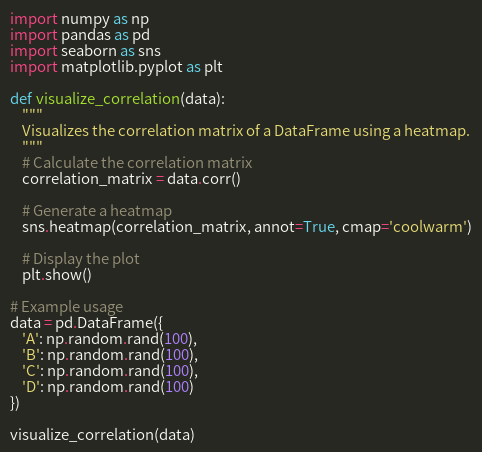 import numpy as np
import pandas as pd
import seaborn as sns
import matplotlib.pyplot as plt

def visualize_correlation(data):
    """
    Visualizes the correlation matrix of a DataFrame using a heatmap.
    """
    # Calculate the correlation matrix
    correlation_matrix = data.corr()

    # Generate a heatmap
    sns.heatmap(correlation_matrix, annot=True, cmap='coolwarm')

    # Display the plot
    plt.show()

# Example usage
data = pd.DataFrame({
    'A': np.random.rand(100),
    'B': np.random.rand(100),
    'C': np.random.rand(100),
    'D': np.random.rand(100)
})

visualize_correlation(data)